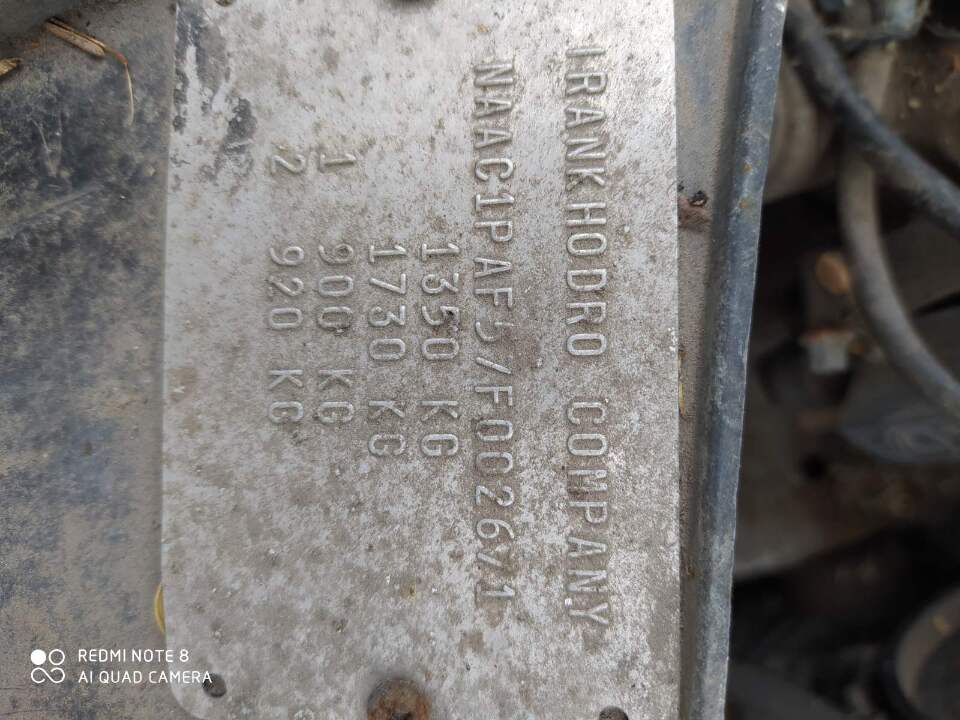 IRANKHODRO COMPANY
1350 KG
1730 KG
1 900 KG
2 920 KG
REDMI NOTE 8
AI QUAD CAMERA